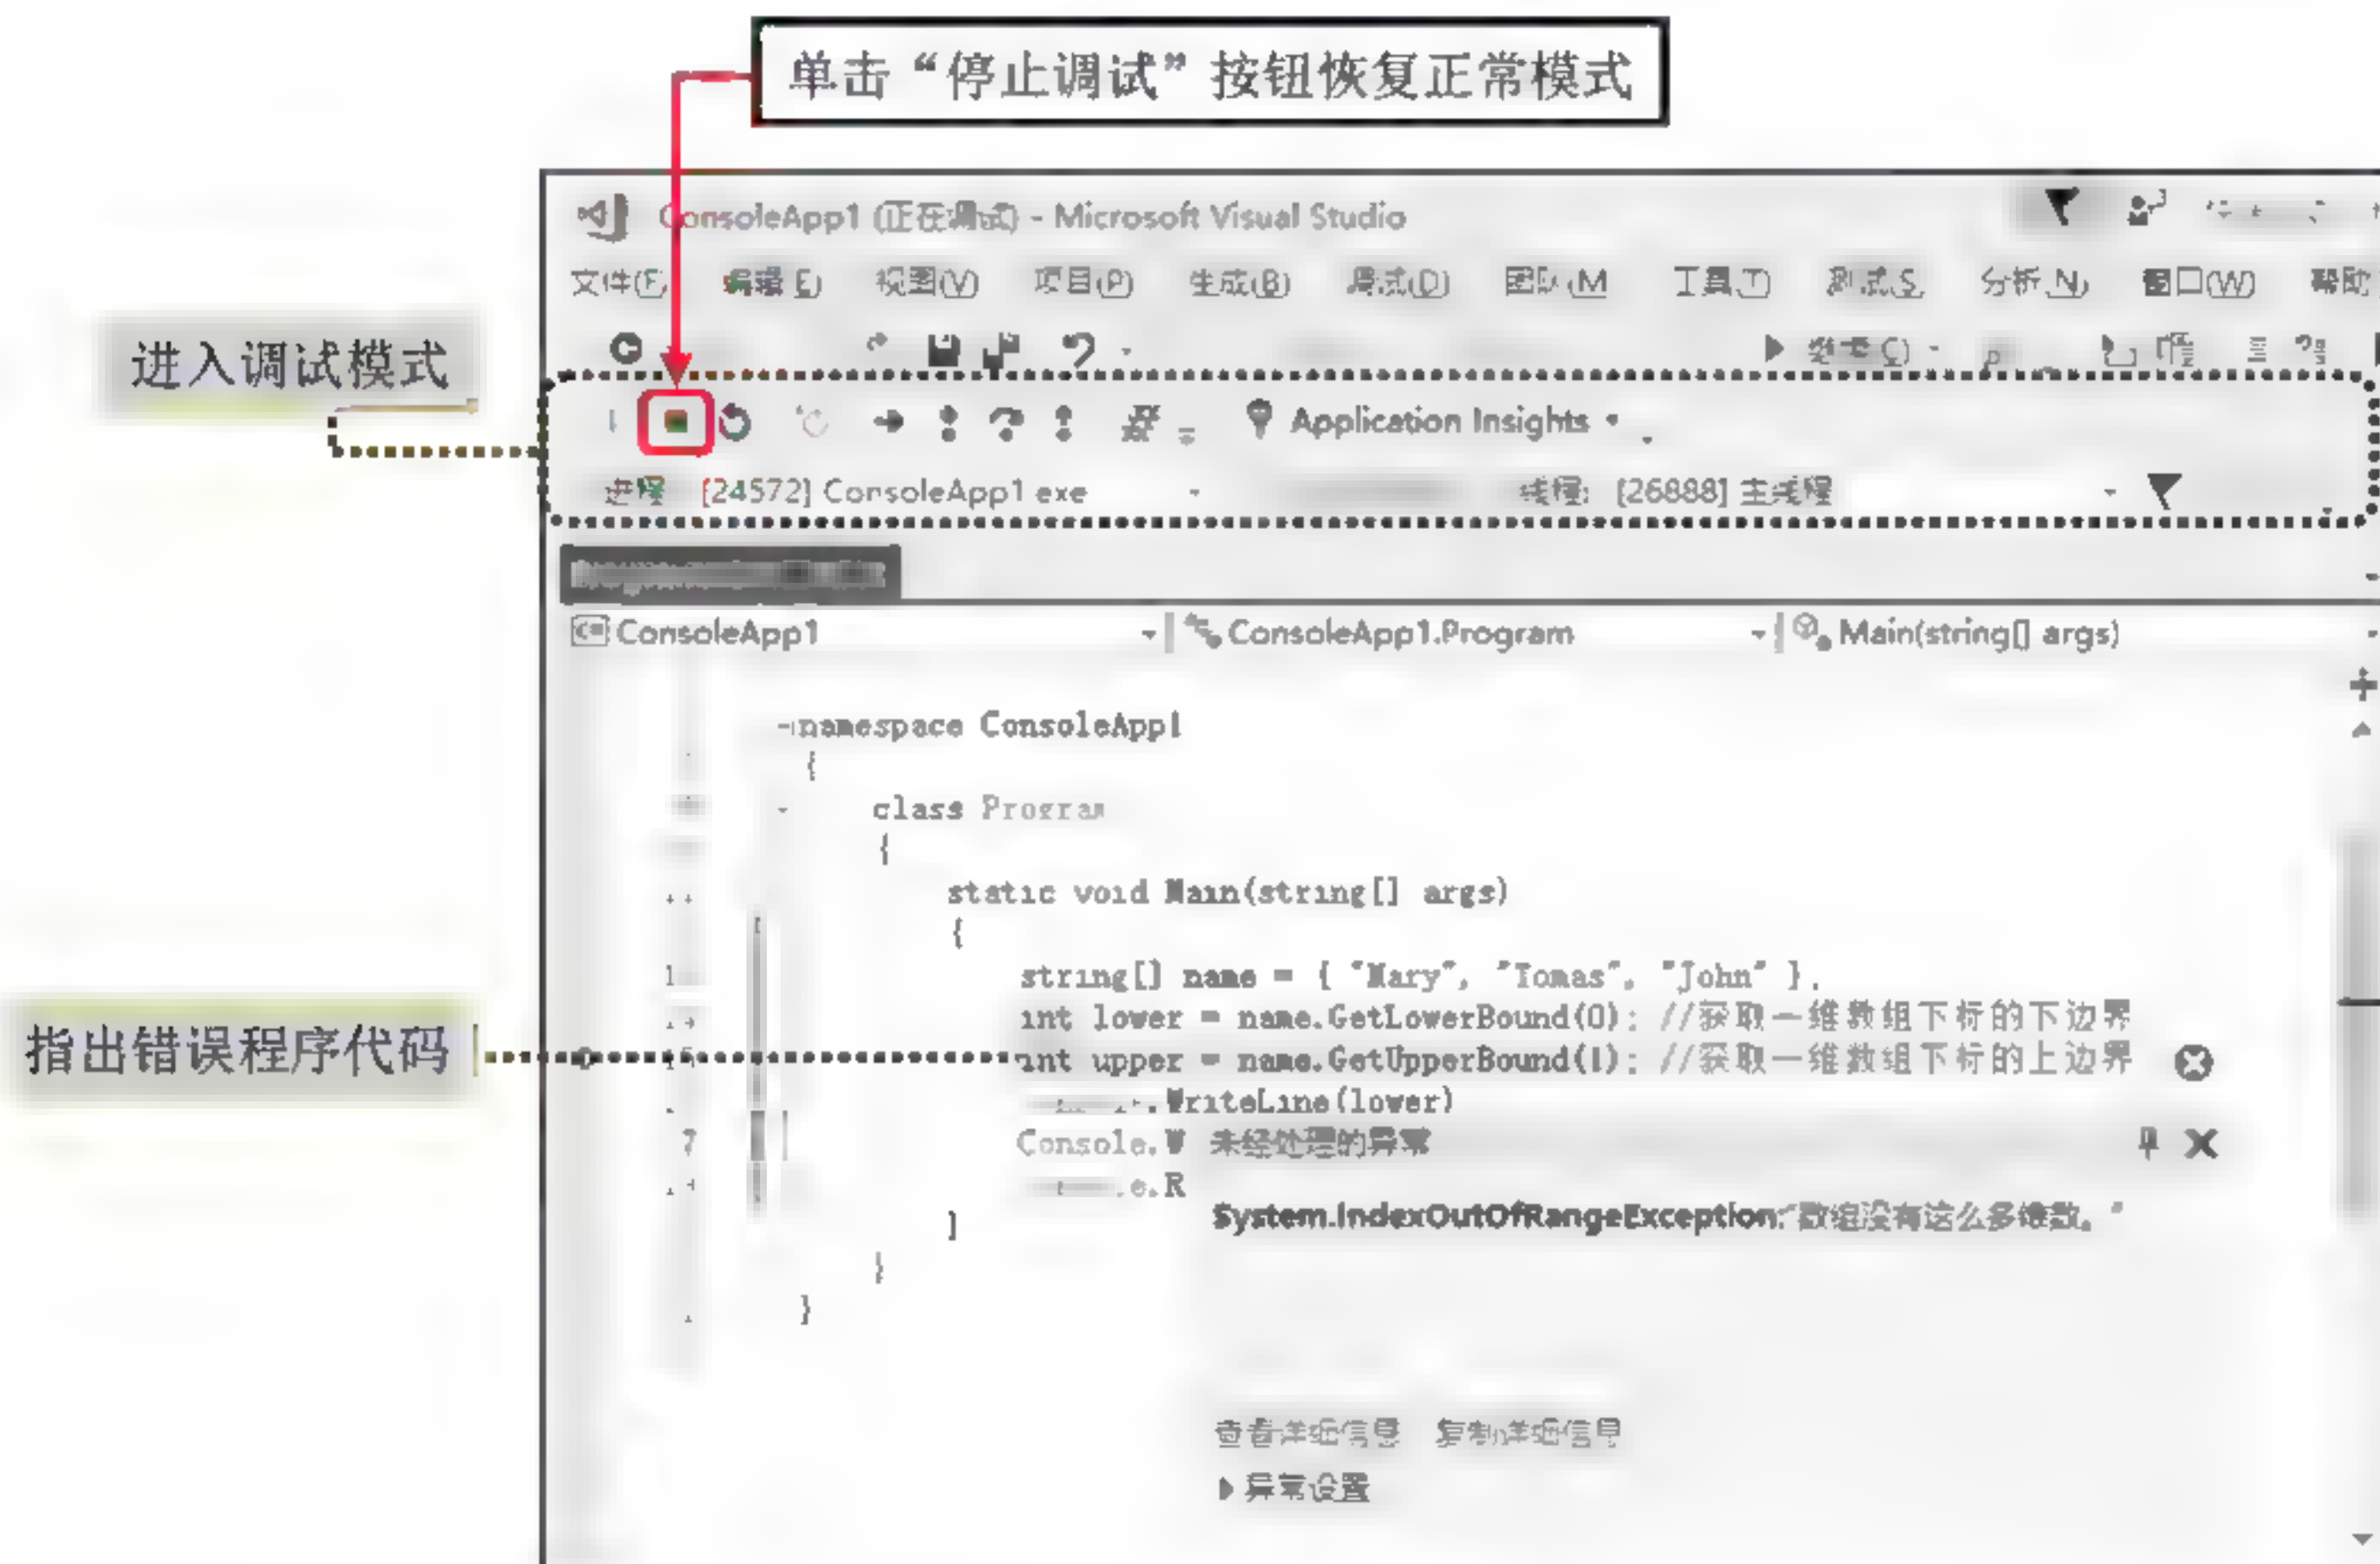 单击“停止调试”按钮恢复正常模式
ConsoleApp1 (正在调试) - Microsoft Visual Studio
文件(F) 编辑(E) 视图(V) 项目(P) 生成(B) 调试(D) 团队(M 工具(T) 测试(S 分析(N) 窗口(W) 帮助
进入调试模式
继续(C)
Application Insights
进程 [24572] ConsoleApp1 exe 线程: [26888] 主线程
ConsoleApp1 ConsoleApp1.Program Main(string[] args)
namespace ConsoleApp1
{
class Program
{
static void Main(string[] args)
{
string[] name = { "Mary", "Tomas", "John" };
int lower = name.GetLowerBound(0); //获取一维数组下标的下边界
指出错误程序代码
int upper = name.GetUpperBound(1); //获取一维数组下标的上边界
.WriteLine(lower)
Console.W 未经处理的异常
e.R
System.IndexOutOfRangeException:“数组没有这么多维数。”
}
}
}
查看详细信息 复制详细信息
异常设置